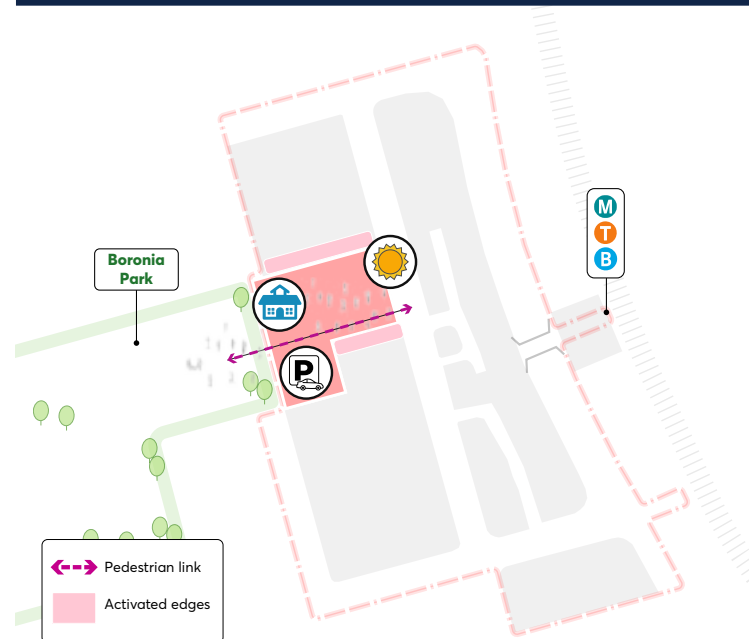 M
T
B
Boronia
Park
P
Pedestrian link
Activated edges